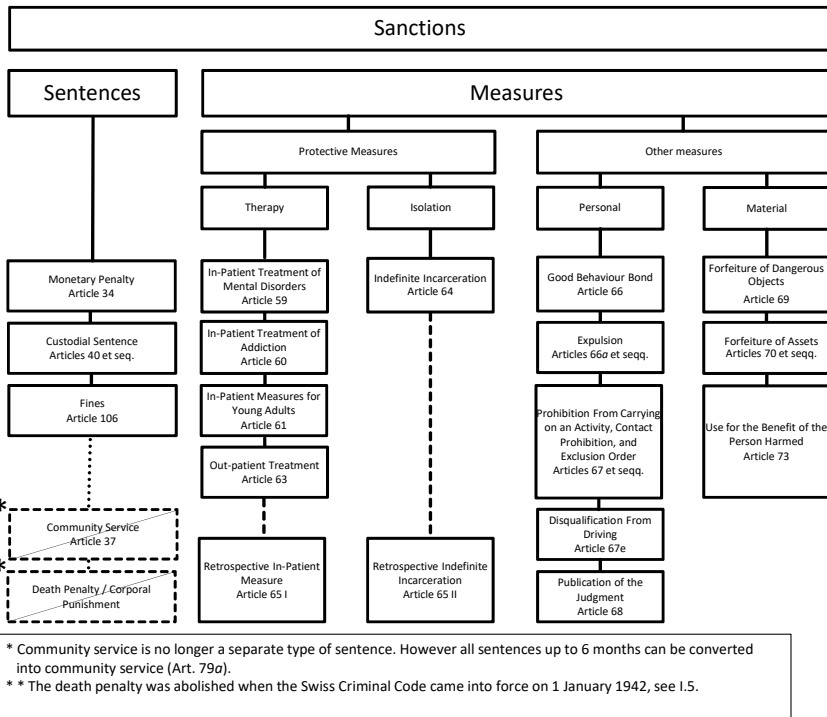 Sanctions
Sentences
Measures
Protective Measures
Other measures
Therapy
Isolation
Personal
Material
Monetary Penalty
Article 34
Custodial Sentence
Articles 40 et seq.
Fines
Article 106
*
Community Service
Article 37
*
Death Penalty / Corporal
Punishment
In-Patient Treatment of
Mental Disorders
Article 59
In-Patient Treatment of
Addiction
Article 60
In-Patient Measures for
Young Adults
Article 61
Out-patient Treatment
Article 63
Retrospective In-Patient
Measure
Article 65 I
Indefinite Incarceration
Article 64
Retrospective Indefinite
Incarceration
Article 65 II
Good Behaviour Bond
Article 66
Expulsion
Articles 66a et seqq.
Prohibition From Carrying
on an Activity, Contact
Prohibition, and
Exclusion Order
Articles 67 et seqq.
Disqualification From
Driving
Article 67e
Publication of the
Judgment
Article 68
Forfeiture of Dangerous
Objects
Article 69
Forfeiture of Assets
Articles 70 et seqq.
Use for the Benefit of the
Person Harmed
Article 73
* Community service is no longer a separate type of sentence. However all sentences up to 6 months can be converted
into community service (Art. 79a).
* * The death penalty was abolished when the Swiss Criminal Code came into force on 1 January 1942, see I.5.